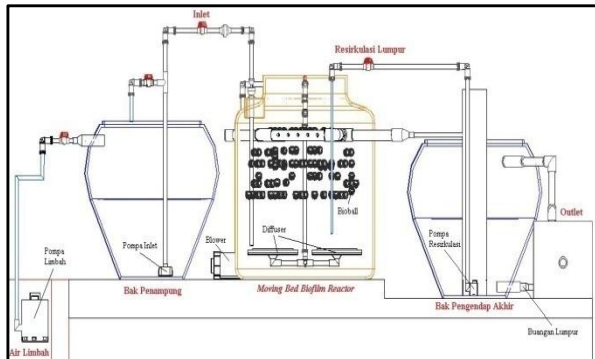 Inlet
Resirkulasi Lumpur
Bioball
Outlet
Diffuser
Blower
Pompa
Limbah
Pompa Inlet
Pompa
Resirkulasi
Bak Penampung
Moving Bed Biofilm Reactor
Bak Pengendap Akhir
Buangan Lumpur
Air Limbah